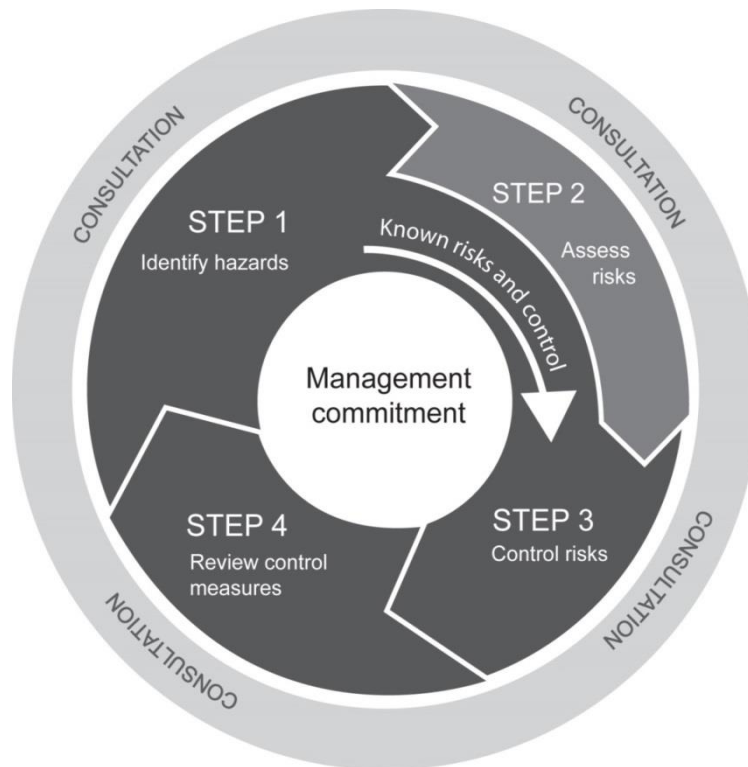 CONSULTATION
CONSULTATION
STEP 1
Identify hazards
STEP 2
Assess
risks
Known risks and control
Management
commitment
STEP 3
Control risks
STEP 4
Review control
measures
CONSULTATION
CONSULTATION